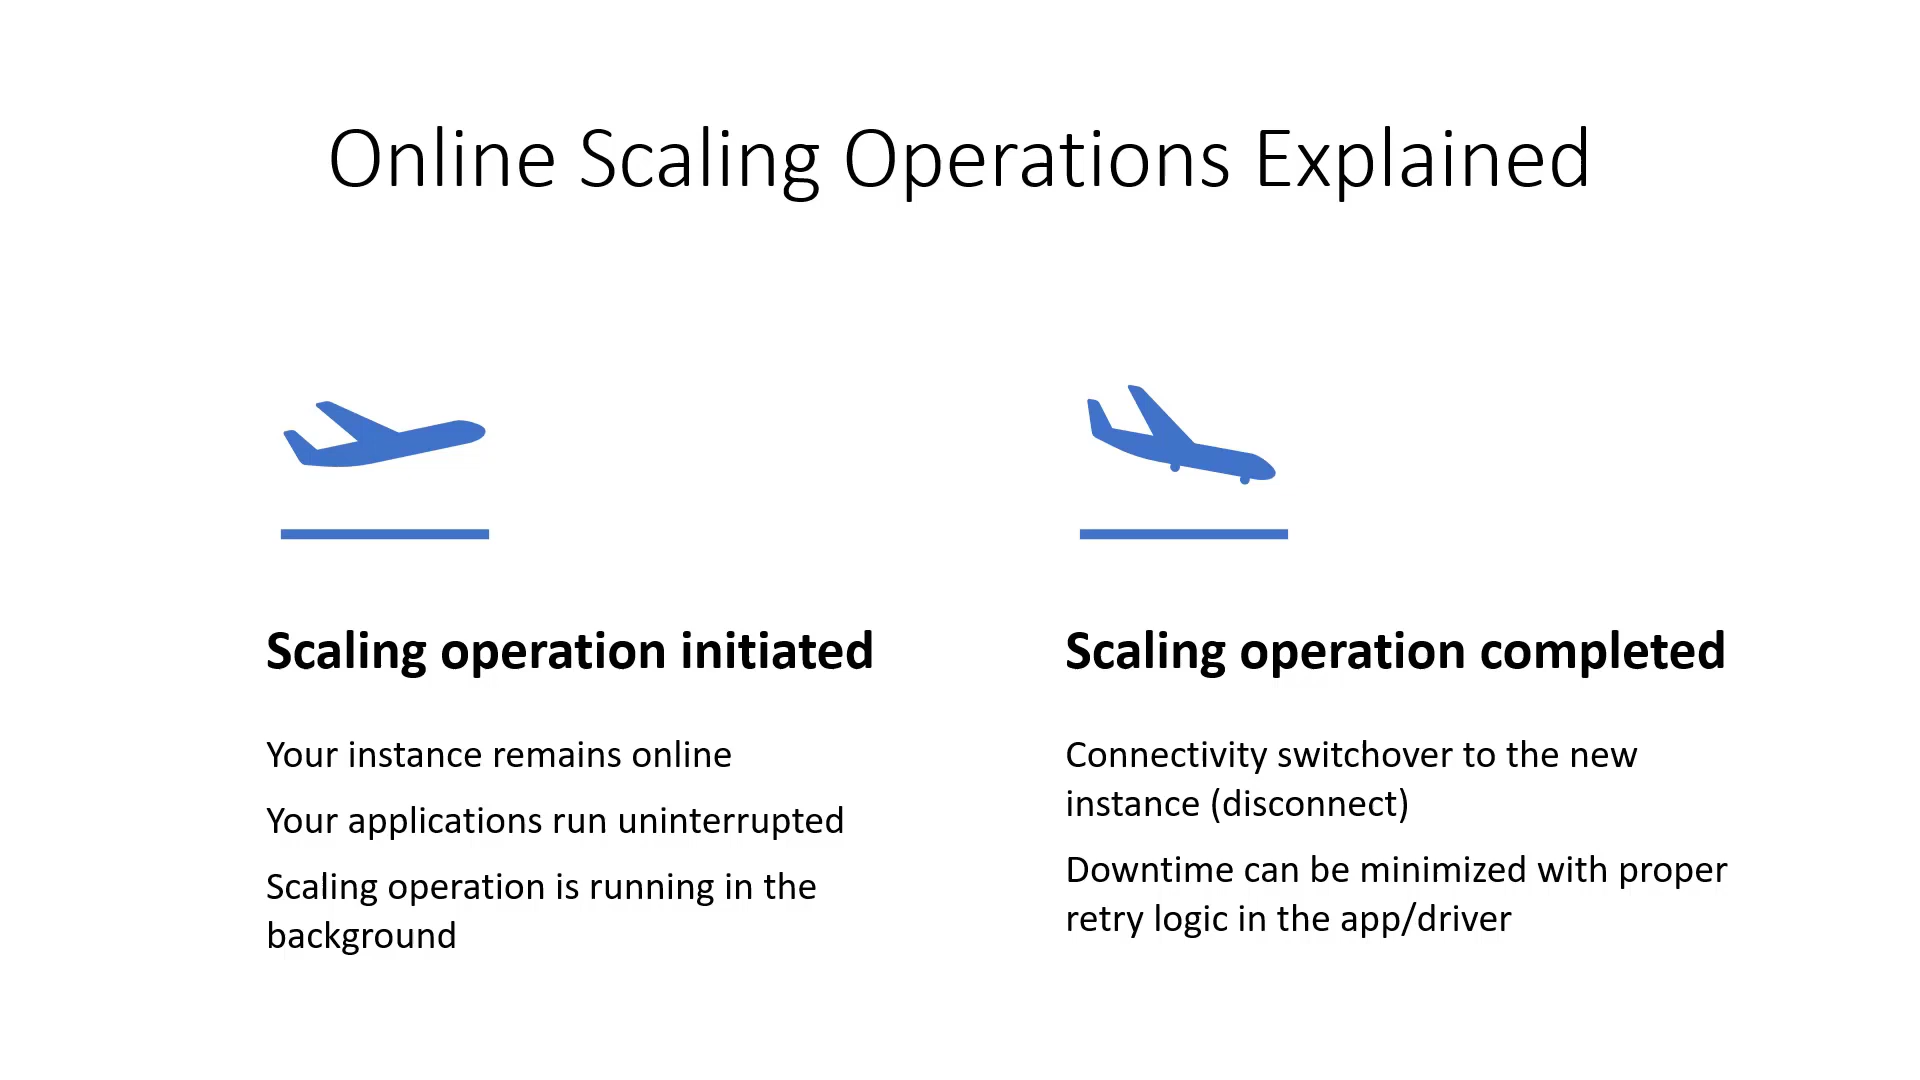 Online Scaling Operations Explained
Scaling operation initiated
Your instance remains online
Your applications run uninterrupted
Scaling operation is running in the
background
Scaling operation completed
Connectivity switchover to the new
instance (disconnect)
Downtime can be minimized with proper
retry logic in the app/driver